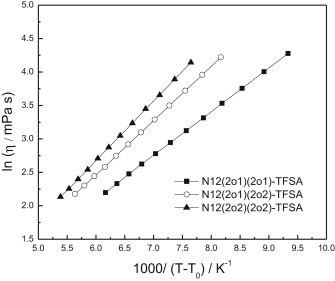 5.0
4.5
4.0
3.5
3.0
2.5
2.0
1.5
ln (η / mPa s)
N12(2o1)(2o1)-TFSA
N12(2o1)(2o2)-TFSA
N12(2o2)(2o2)-TFSA
5.0 5.5 6.0 6.5 7.0 7.5 8.0 8.5 9.0 9.5 10.0
1000/ (T-T₀) / K⁻¹